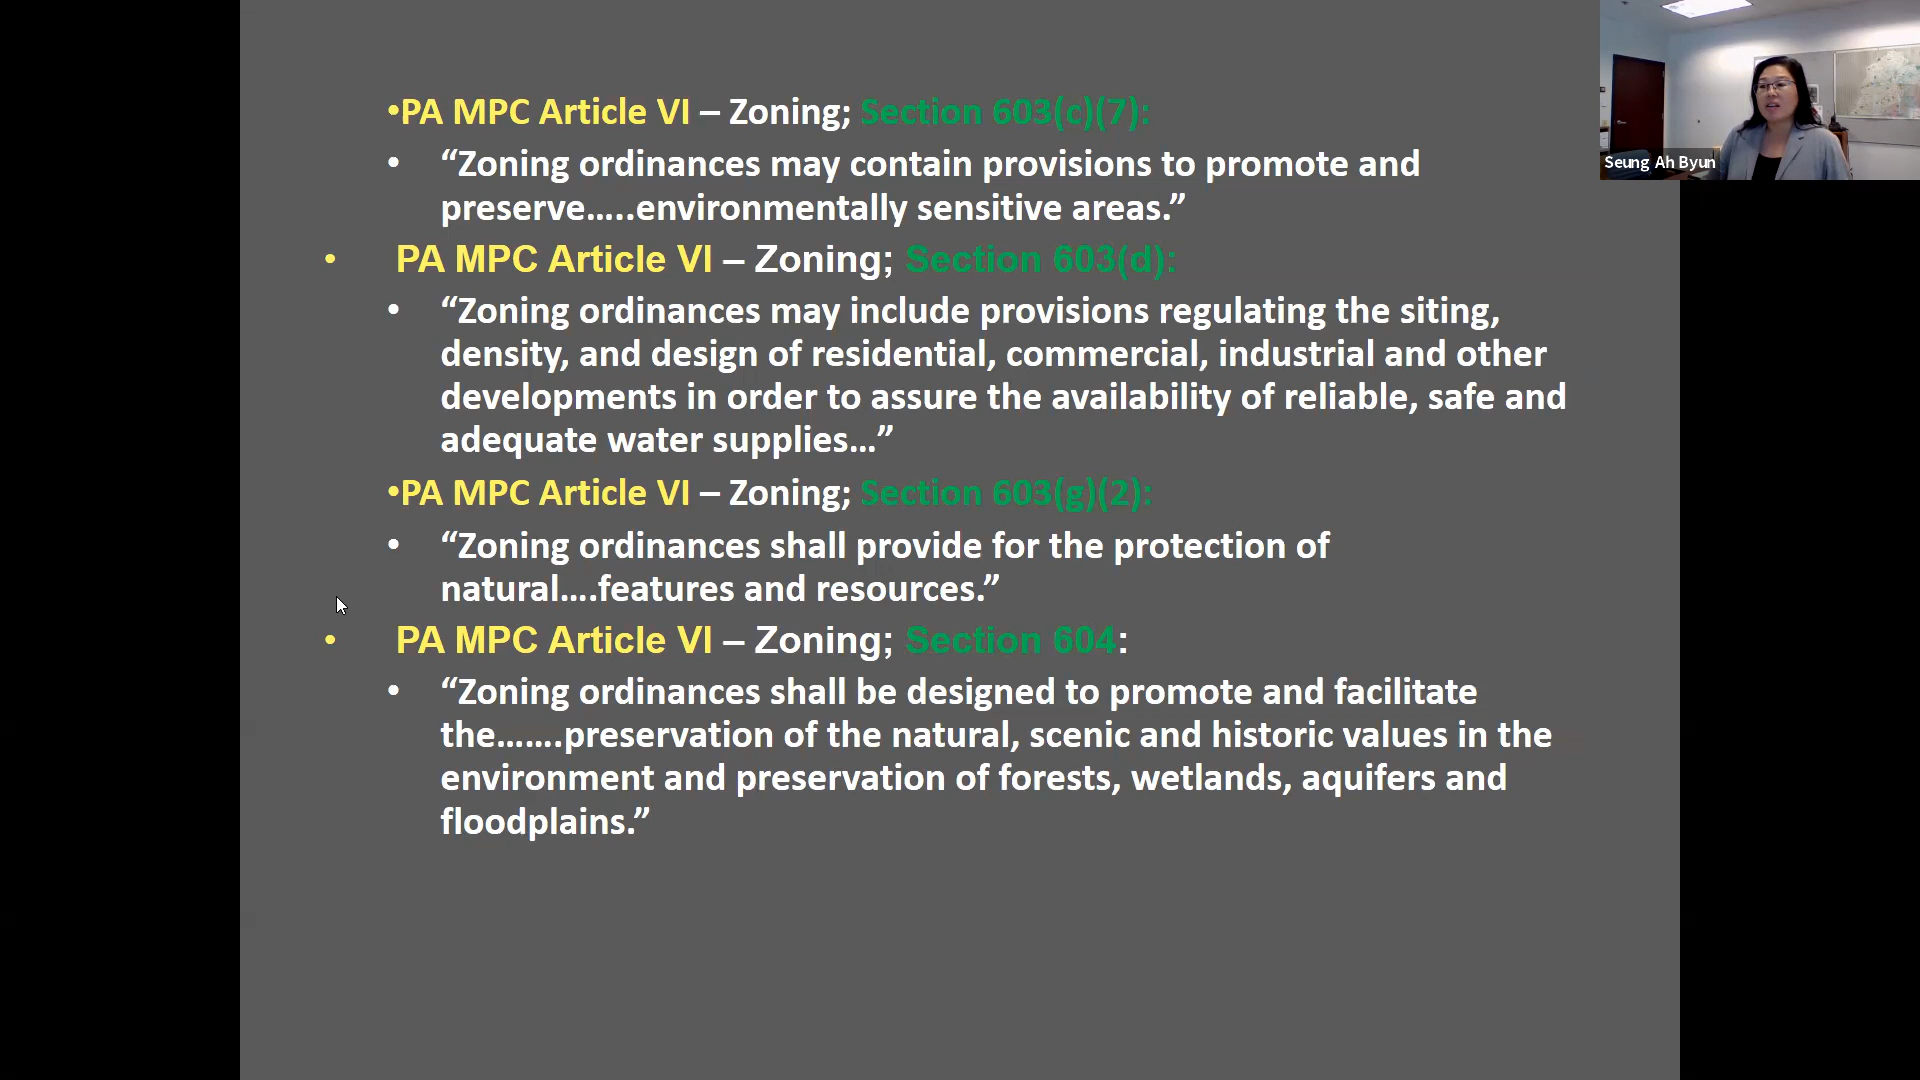 •PA MPC Article VI – Zoning; Section 603(c)(7):
• “Zoning ordinances may contain provisions to promote and
preserve…..environmentally sensitive areas.”
• PA MPC Article VI – Zoning; Section 603(d):
• “Zoning ordinances may include provisions regulating the siting,
density, and design of residential, commercial, industrial and other
developments in order to assure the availability of reliable, safe and
adequate water supplies…”
•PA MPC Article VI – Zoning; Section 603(g)(2):
• “Zoning ordinances shall provide for the protection of
natural….features and resources.”
• PA MPC Article VI – Zoning; Section 604:
• “Zoning ordinances shall be designed to promote and facilitate
the…….preservation of the natural, scenic and historic values in the
environment and preservation of forests, wetlands, aquifers and
floodplains.”
Seung Ah Byun